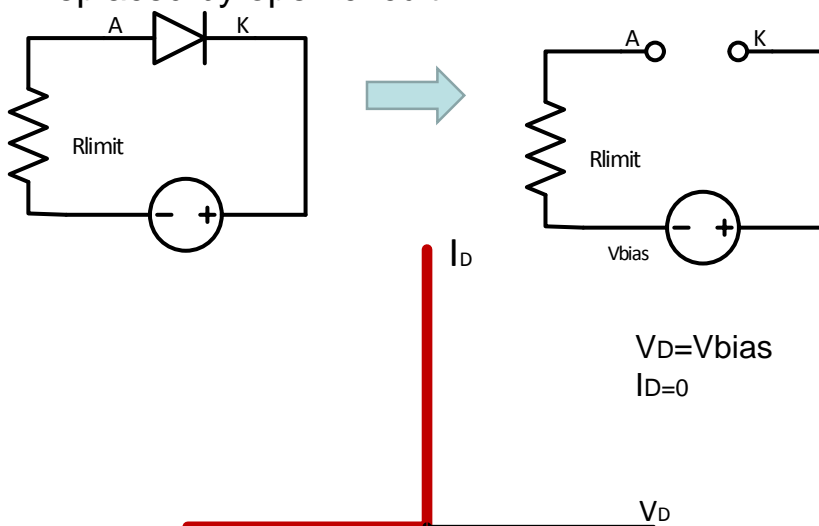 A K
Rlimit
- +
A K
Rlimit
- +
Vbias
ID
VD=Vbias
ID=0
VD